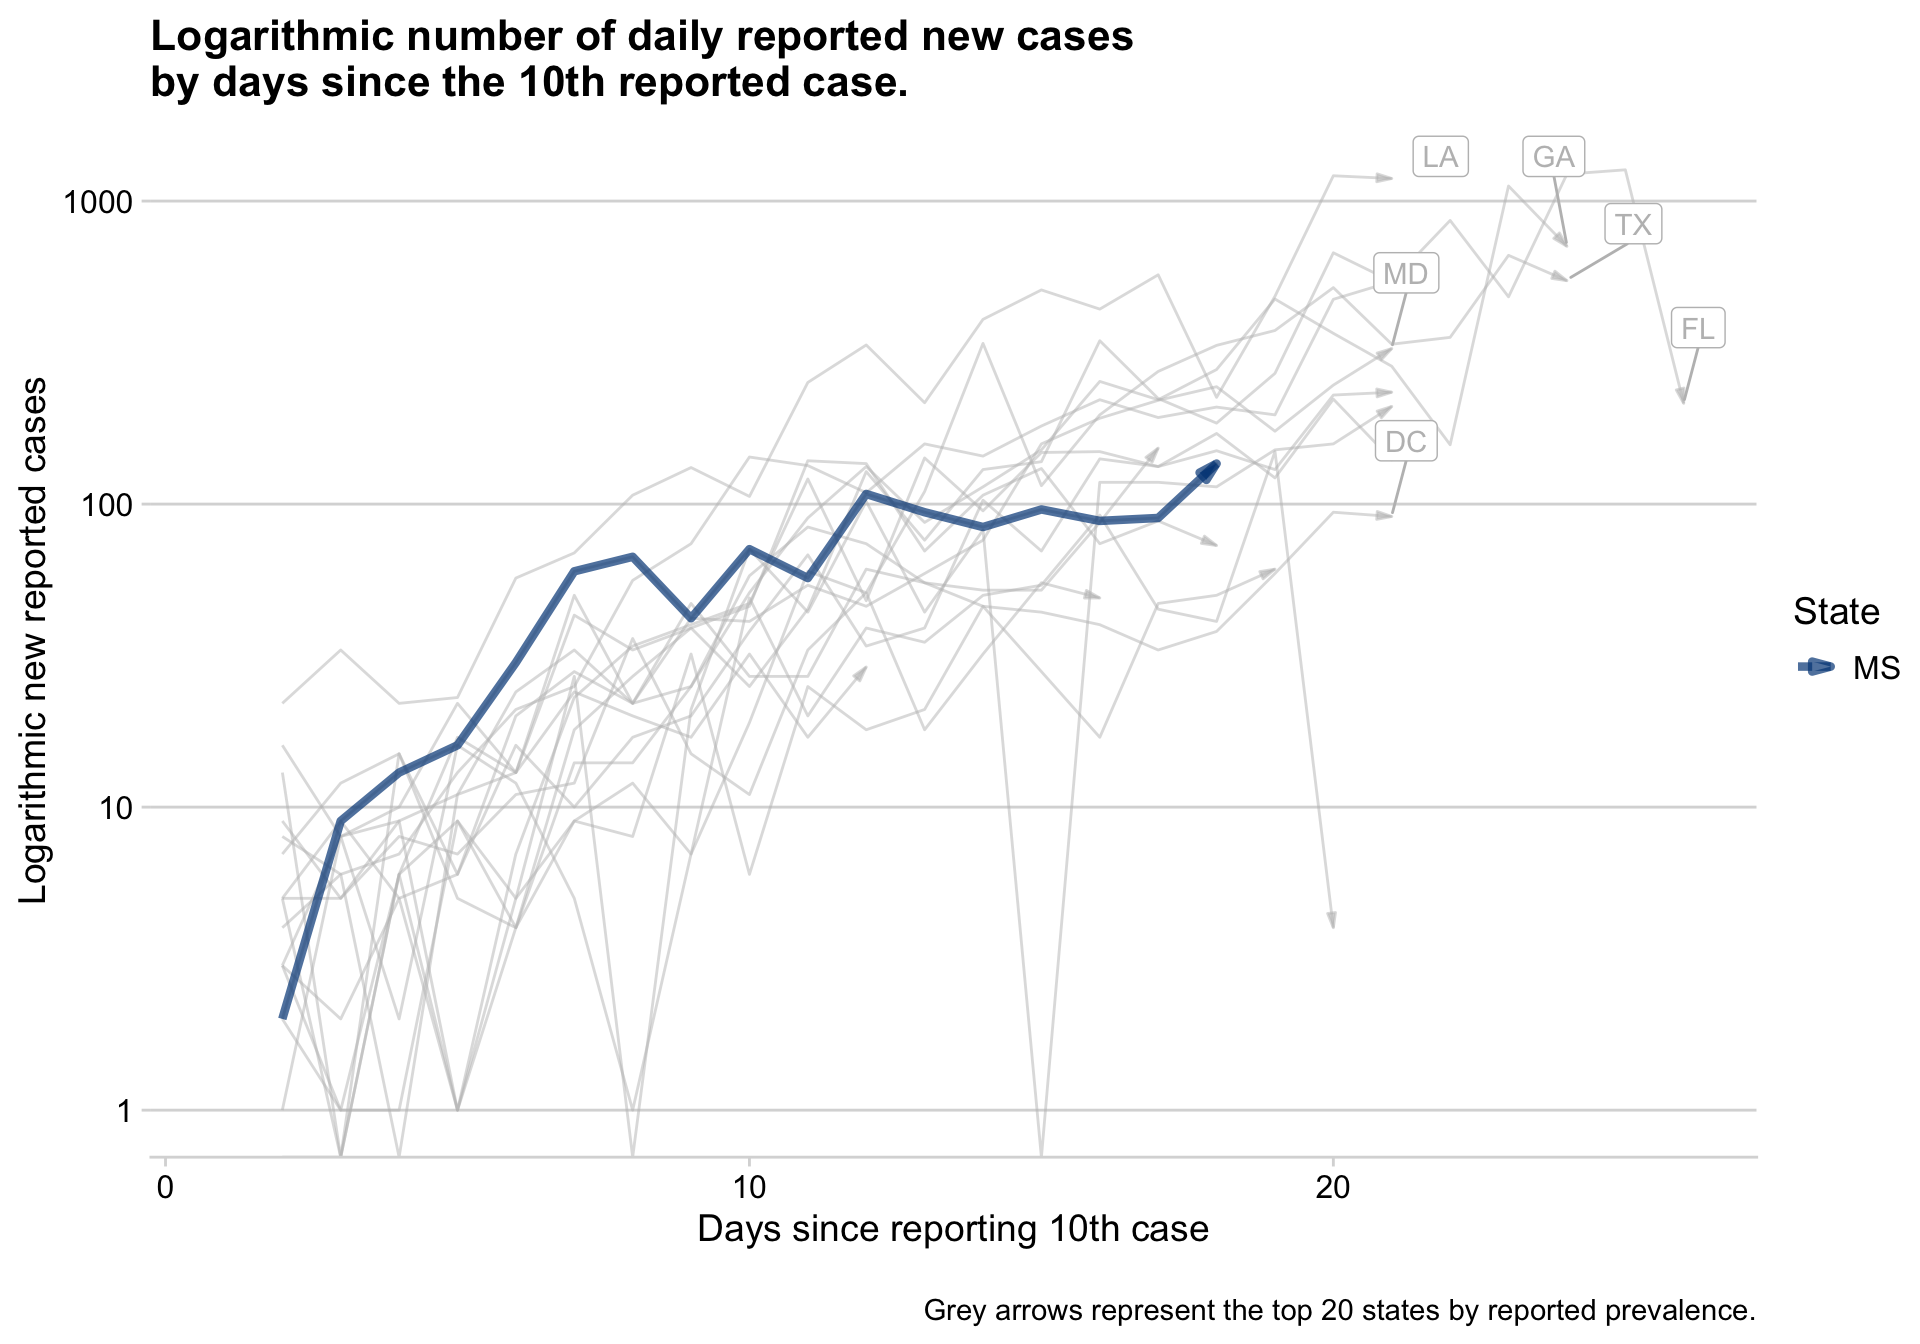 Logarithmic number of daily reported new cases
by days since the 10th reported case.
LA
GA
TX
MD
FL
DC
1000
100
10
1
Logarithmic new reported cases
0
10
20
Days since reporting 10th case
State
MS
Grey arrows represent the top 20 states by reported prevalence.